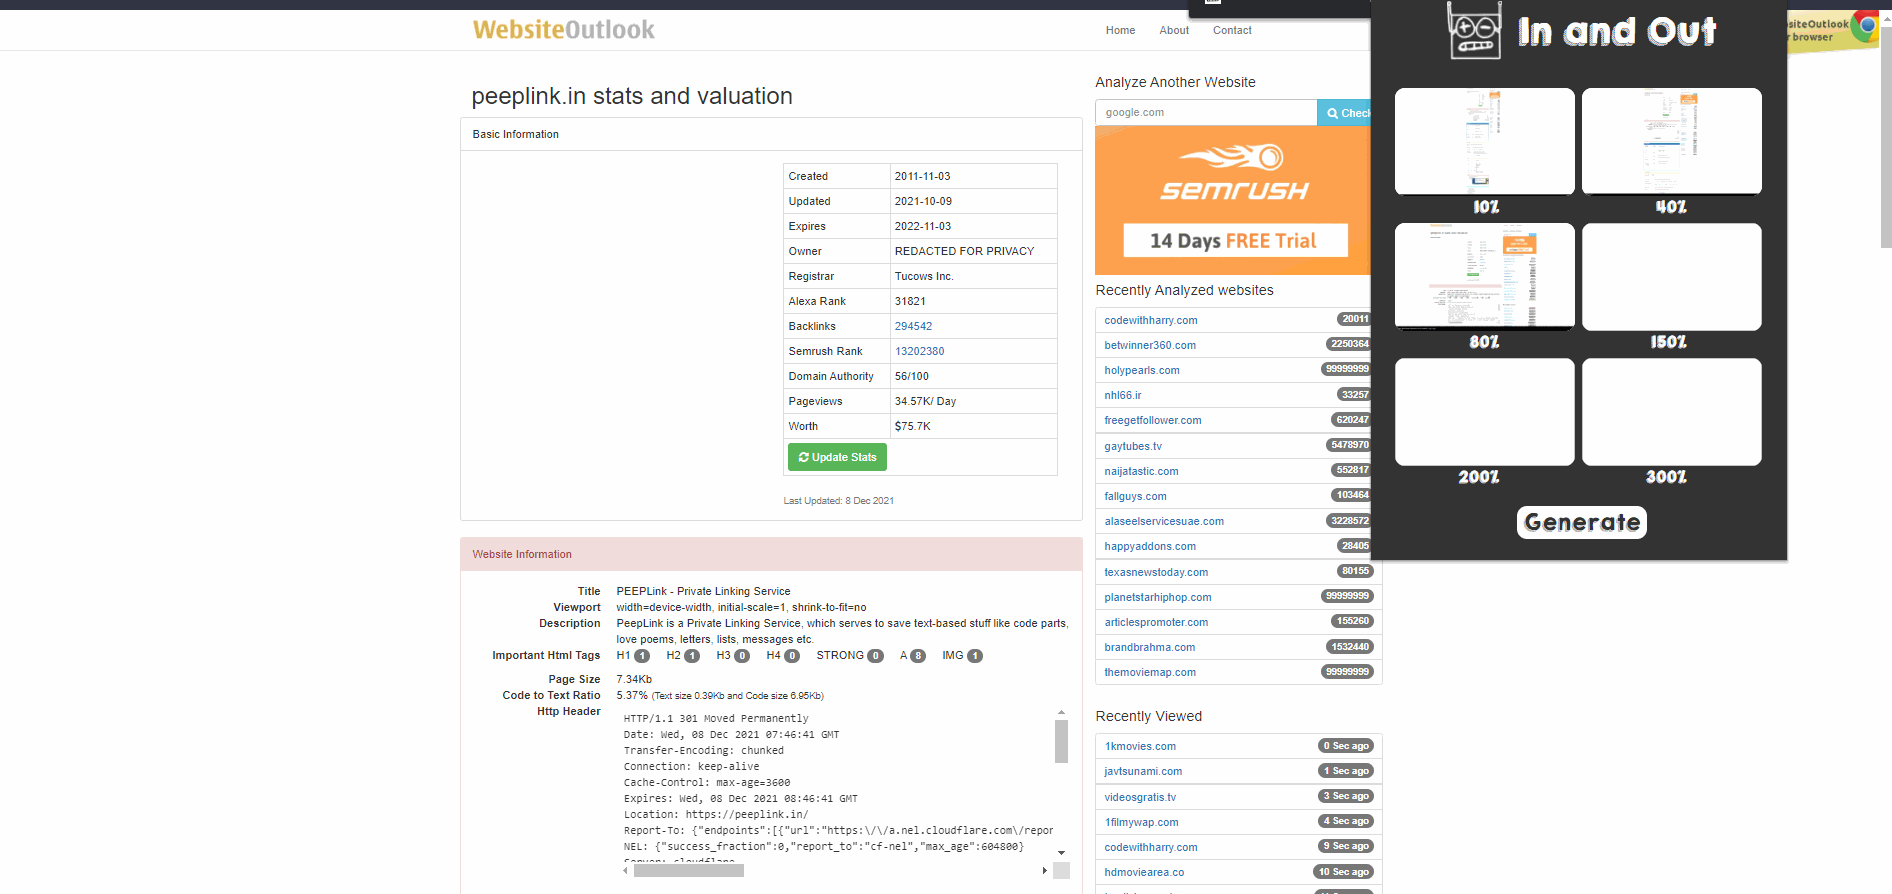 WebsiteOutlook
Home About Contact
peeplink.in stats and valuation
Basic Information
Created 2011-11-03
Updated 2021-10-09
Expires 2022-11-03
Owner REDACTED FOR PRIVACY
Registrar Tucows Inc.
Alexa Rank 31821
Backlinks 294542
Semrush Rank 13202380
Domain Authority 56/100
Pageviews 34.57K/ Day
Worth $75.7K
Update Stats
Last Updated: 8 Dec 2021
Website Information
Title PEEPLink - Private Linking Service
Viewport width=device-width, initial-scale=1, shrink-to-fit=no
Description PeepLink is a Private Linking Service, which serves to save text-based stuff like code parts,
love poems, letters, lists, messages etc.
Important Html Tags H1 1 H2 1 H3 0 H4 0 STRONG 0 A 8 IMG 1
Page Size 7.34Kb
Code to Text Ratio 5.37% (Text size 0.39Kb and Code size 6.95Kb)
Http Header
HTTP/1.1 301 Moved Permanently
Date: Wed, 08 Dec 2021 07:46:41 GMT
Transfer-Encoding: chunked
Connection: keep-alive
Cache-Control: max-age=3600
Expires: Wed, 08 Dec 2021 08:46:41 GMT
Location: https://peeplink.in/
Report-To: {"endpoints":[{"url":"https:\/\/a.nel.cloudflare.com\/repor
NEL: {"success_fraction":0,"report_to":"cf-nel","max_age":604800}
Server: cloudflare
Analyze Another Website
google.com Check
SEMRUSH
14 Days FREE Trial
Recently Analyzed websites
codewithharry.com 20011
betwinner360.com 2250364
holypearls.com 99999999
nhl66.ir 33257
freegetfollower.com 620247
gaytubes.tv 5478970
naijatastic.com 552817
fallguys.com 103464
alaseelservicesuae.com 3228572
happyaddons.com 28405
texasnewstoday.com 80155
planetstarhiphop.com 99999999
articlespromoter.com 155260
brandbrahma.com 1532440
themoviemap.com 99999999
Recently Viewed
1kmovies.com 0 Sec ago
javtsunami.com 1 Sec ago
videosgratis.tv 3 Sec ago
1filmywap.com 4 Sec ago
codewithharry.com 9 Sec ago
hdmoviearea.co 10 Sec ago
In and Out
10% 40%
80% 150%
200% 300%
Generate
siteOutlook
r browser